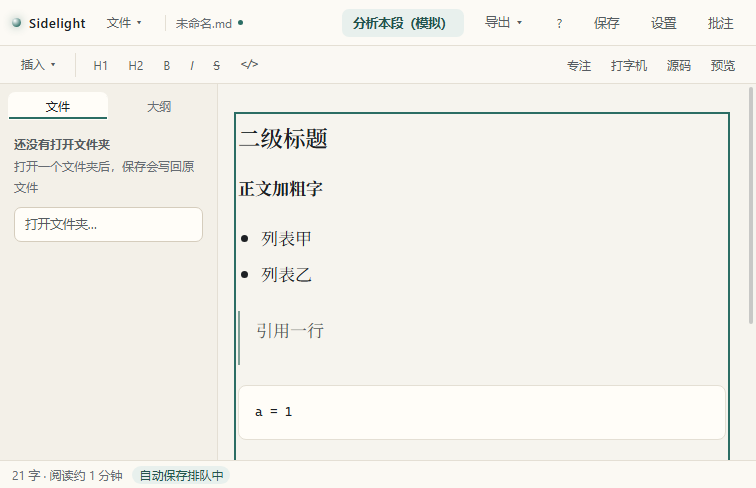 Sidelight 文件 ▾ 未命名.md ● 分析本段（模拟） 导出 ▾ ? 保存 设置 批注
插入 ▾ H1 H2 B I S </> 专注 打字机 源码 预览
文件 大纲
还没有打开文件夹
打开一个文件夹后，保存会写回原
文件
打开文件夹...
二级标题
正文加粗字
• 列表甲
• 列表乙
引用一行
a = 1
21 字 · 阅读约 1 分钟 自动保存排队中